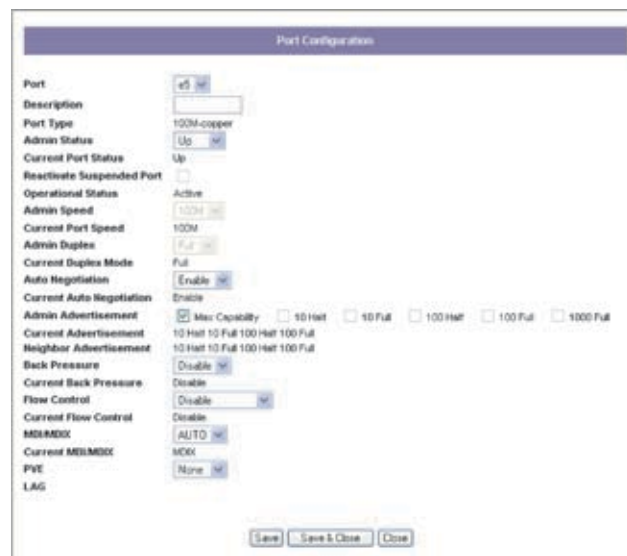 Port Configuration
Port e5
Description
Port Type 100M-copper
Admin Status Up
Current Port Status Up
Reactivate Suspended Port
Operational Status Active
Admin Speed 100M
Current Port Speed 100M
Admin Duplex Full
Current Duplex Mode Full
Auto Negotiation Enable
Current Auto Negotiation Enable
Admin Advertisement Max Capability 10 Half 10 Full 100 Half 100 Full 1000 Full
Current Advertisement 10 Half 10 Full 100 Half 100 Full
Neighbor Advertisement 10 Half 10 Full 100 Half 100 Full
Back Pressure Disable
Current Back Pressure Disable
Flow Control Disable
Current Flow Control Disable
MDI/MDIX AUTO
Current MDI/MDIX MDIX
PVE None
LAG
Save Save & Close Close